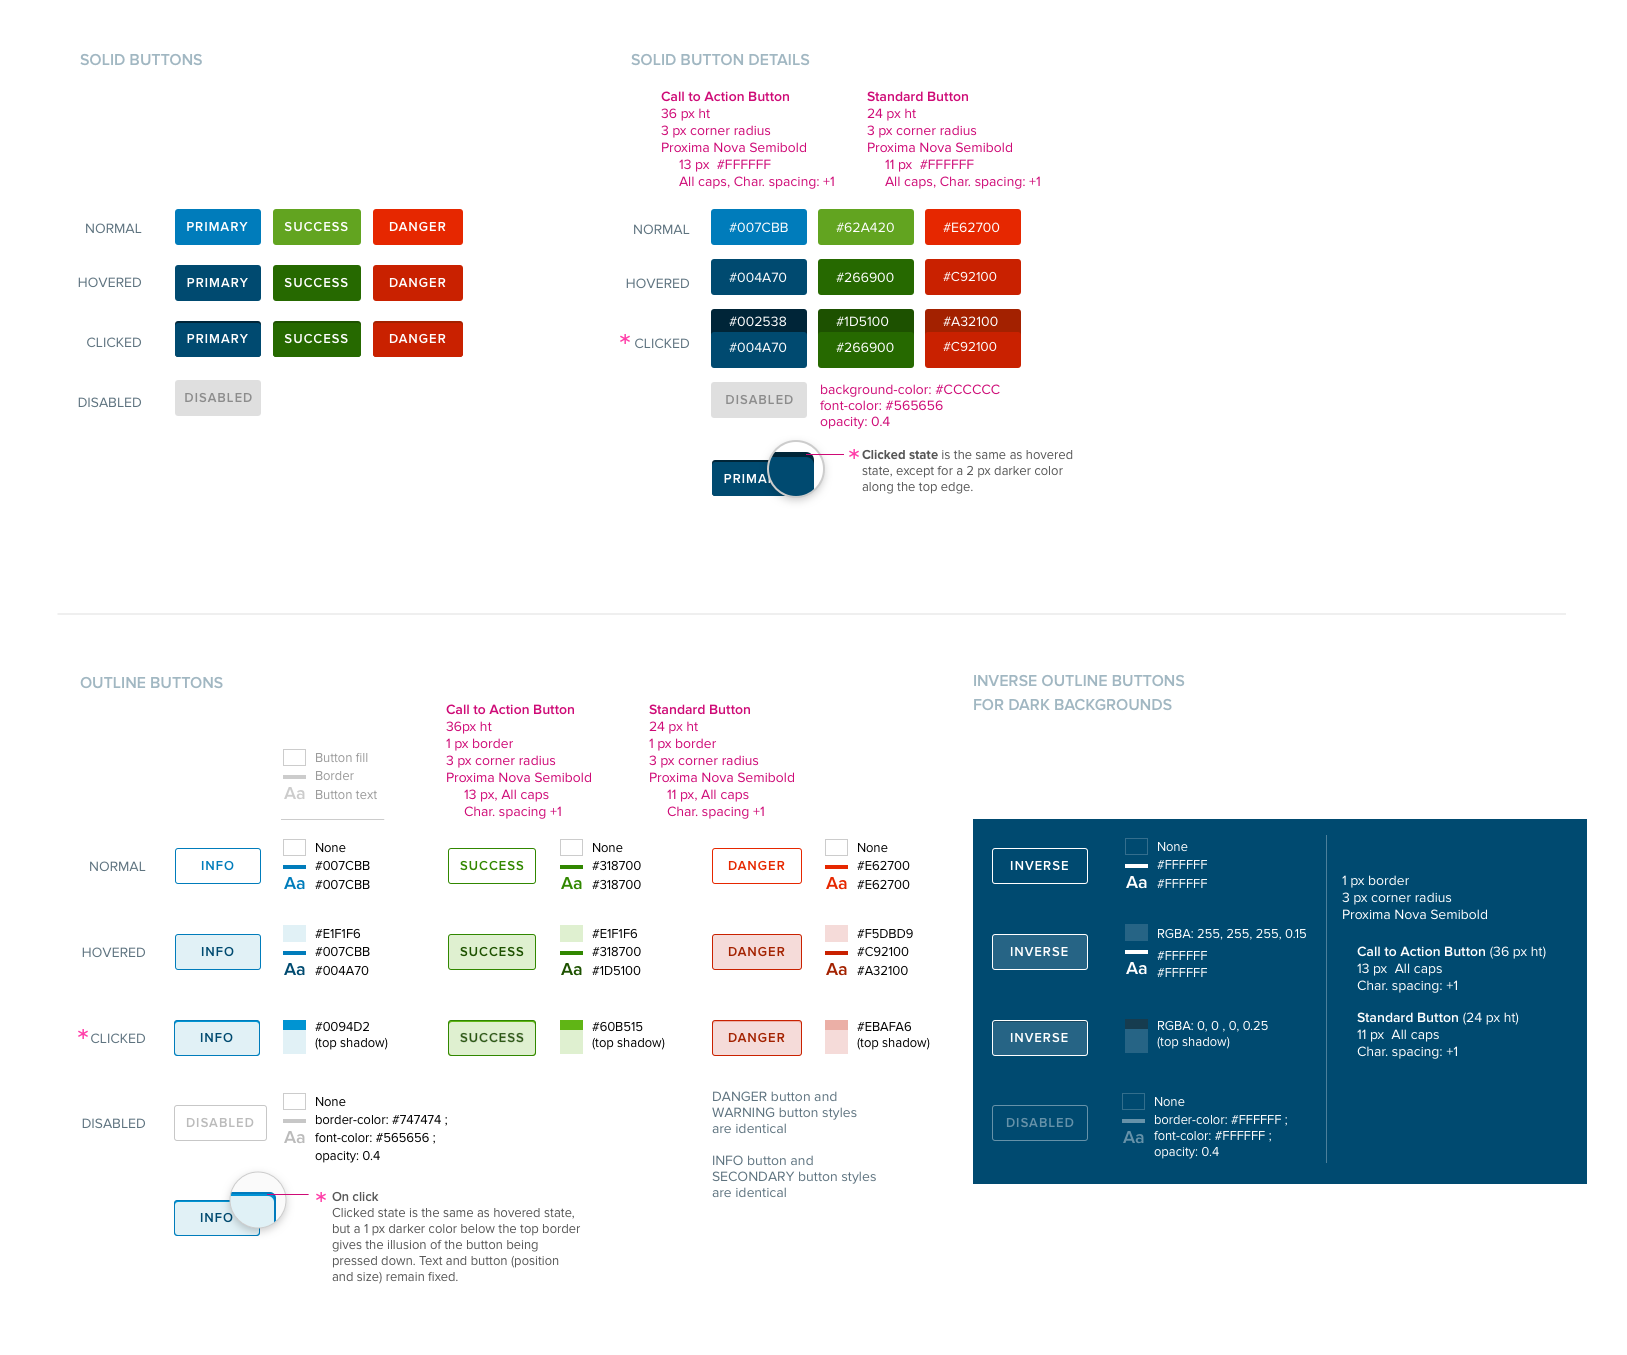 SOLID BUTTONS
NORMAL
PRIMARY
SUCCESS
DANGER
HOVERED
PRIMARY
SUCCESS
DANGER
CLICKED
PRIMARY
SUCCESS
DANGER
DISABLED
DISABLED
SOLID BUTTON DETAILS
Call to Action Button
36 px ht
3 px corner radius
Proxima Nova Semibold
13 px  #FFFFFF
All caps, Char. spacing: +1
Standard Button
24 px ht
3 px corner radius
Proxima Nova Semibold
11 px  #FFFFFF
All caps, Char. spacing: +1
NORMAL
#007CBB
#62A420
#E62700
HOVERED
#004A70
#266900
#C92100
* CLICKED
#002538
#1D5100
#A32100
#004A70
#266900
#C92100
DISABLED
background-color: #CCCCCC
font-color: #565656
opacity: 0.4
PRIMA
* Clicked state is the same as hovered
state, except for a 2 px darker color
along the top edge.
OUTLINE BUTTONS
Button fill
Border
Aa Button text
Call to Action Button
36px ht
1 px border
3 px corner radius
Proxima Nova Semibold
13 px, All caps
Char. spacing +1
Standard Button
24 px ht
1 px border
3 px corner radius
Proxima Nova Semibold
11 px, All caps
Char. spacing +1
NORMAL
INFO
None
#007CBB
Aa #007CBB
SUCCESS
None
#318700
Aa #318700
DANGER
None
#E62700
Aa #E62700
HOVERED
INFO
#E1F1F6
#007CBB
Aa #004A70
SUCCESS
#E1F1F6
#318700
Aa #1D5100
DANGER
#F5DBD9
#C92100
Aa #A32100
* CLICKED
INFO
#0094D2
(top shadow)
SUCCESS
#60B515
(top shadow)
DANGER
#EBAFA6
(top shadow)
DISABLED
DISABLED
None
border-color: #747474 ;
Aa font-color: #565656 ;
opacity: 0.4
DANGER button and
WARNING button styles
are identical
INFO button and
SECONDARY button styles
are identical
INFO
* On click
Clicked state is the same as hovered state,
but a 1 px darker color below the top border
gives the illusion of the button being
pressed down. Text and button (position
and size) remain fixed.
INVERSE OUTLINE BUTTONS
FOR DARK BACKGROUNDS
INVERSE
None
#FFFFFF
Aa #FFFFFF
INVERSE
RGBA: 255, 255, 255, 0.15
#FFFFFF
Aa #FFFFFF
INVERSE
RGBA: 0, 0 , 0, 0.25
(top shadow)
DISABLED
None
border-color: #FFFFFF ;
Aa font-color: #FFFFFF ;
opacity: 0.4
1 px border
3 px corner radius
Proxima Nova Semibold
Call to Action Button (36 px ht)
13 px  All caps
Char. spacing: +1
Standard Button (24 px ht)
11 px  All caps
Char. spacing: +1